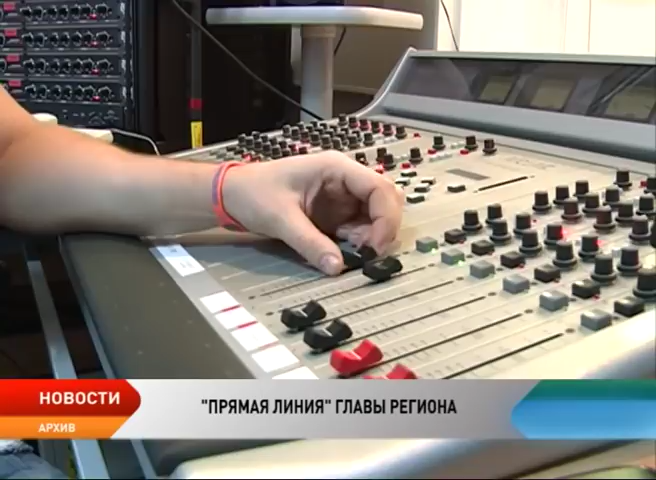 НОВОСТИ
АРХИВ
"ПРЯМАЯ ЛИНИЯ" ГЛАВЫ РЕГИОНА